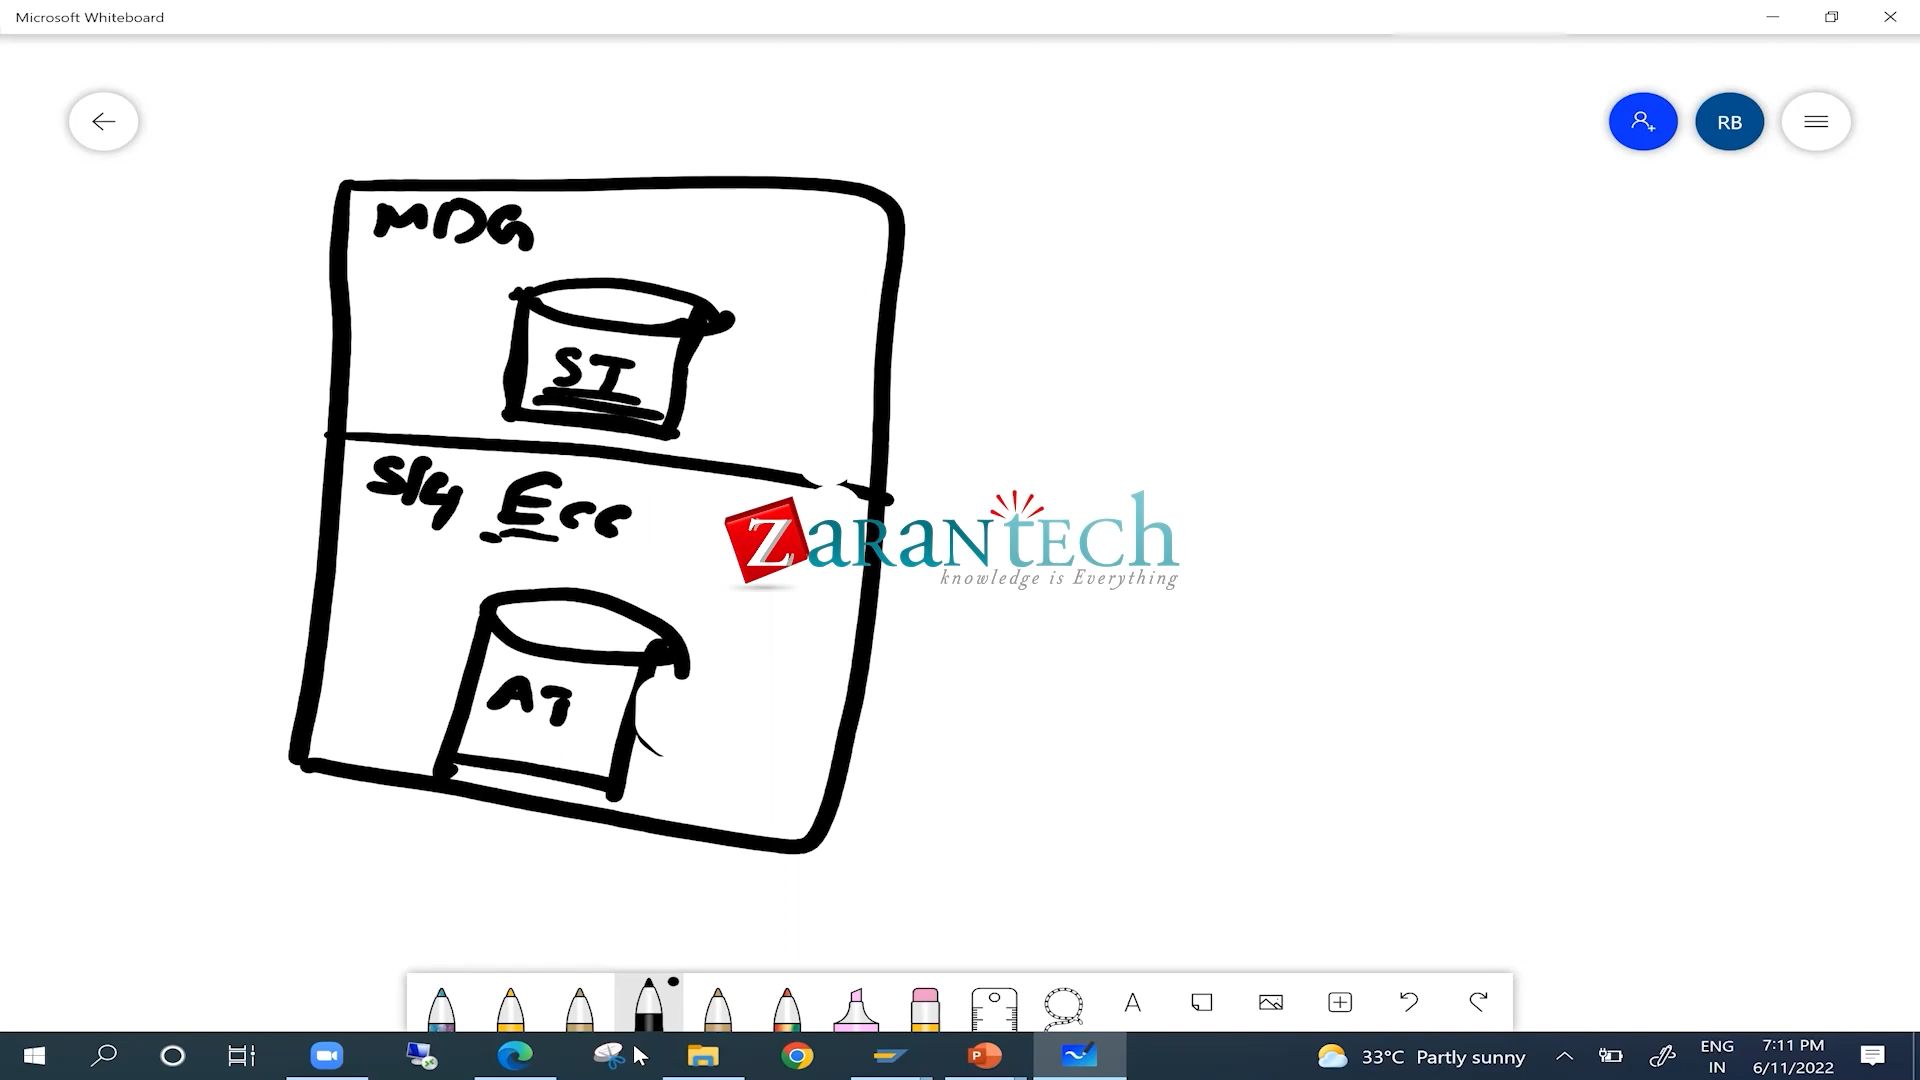 Microsoft Whiteboard
RB
MDG
ST
S/4 Ecc
ZaranTech
knowledge is Everything
AT
A
33°C Partly sunny
ENG
IN
7:11 PM
6/11/2022